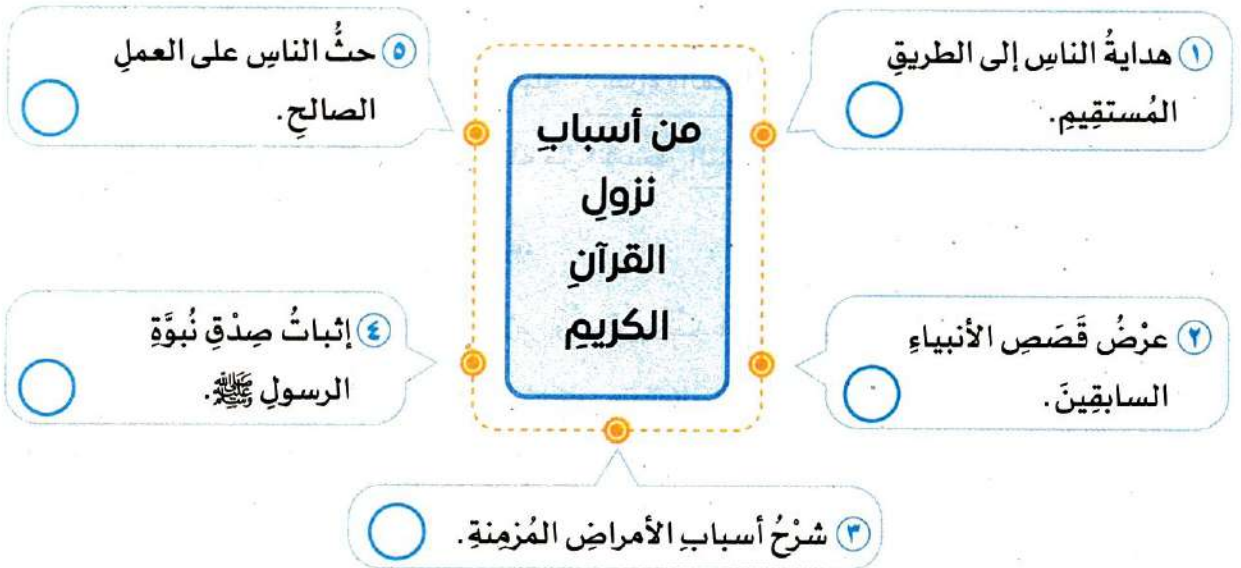 من أسبابِ
نزولِ
القرآنِ
الكريمِ
١ هدايةُ الناسِ إلى الطريقِ
المُستقِيمِ.
٢ عرْضُ قَصَصِ الأنبياءِ
السابقِينَ.
٣ شرْحُ أسبابِ الأمراضِ المُزمِنةِ.
٤ إثباتُ صِدْقِ نُبوَّةِ
الرسولِ ﷺ.
٥ حثُّ الناسِ على العملِ
الصالحِ.